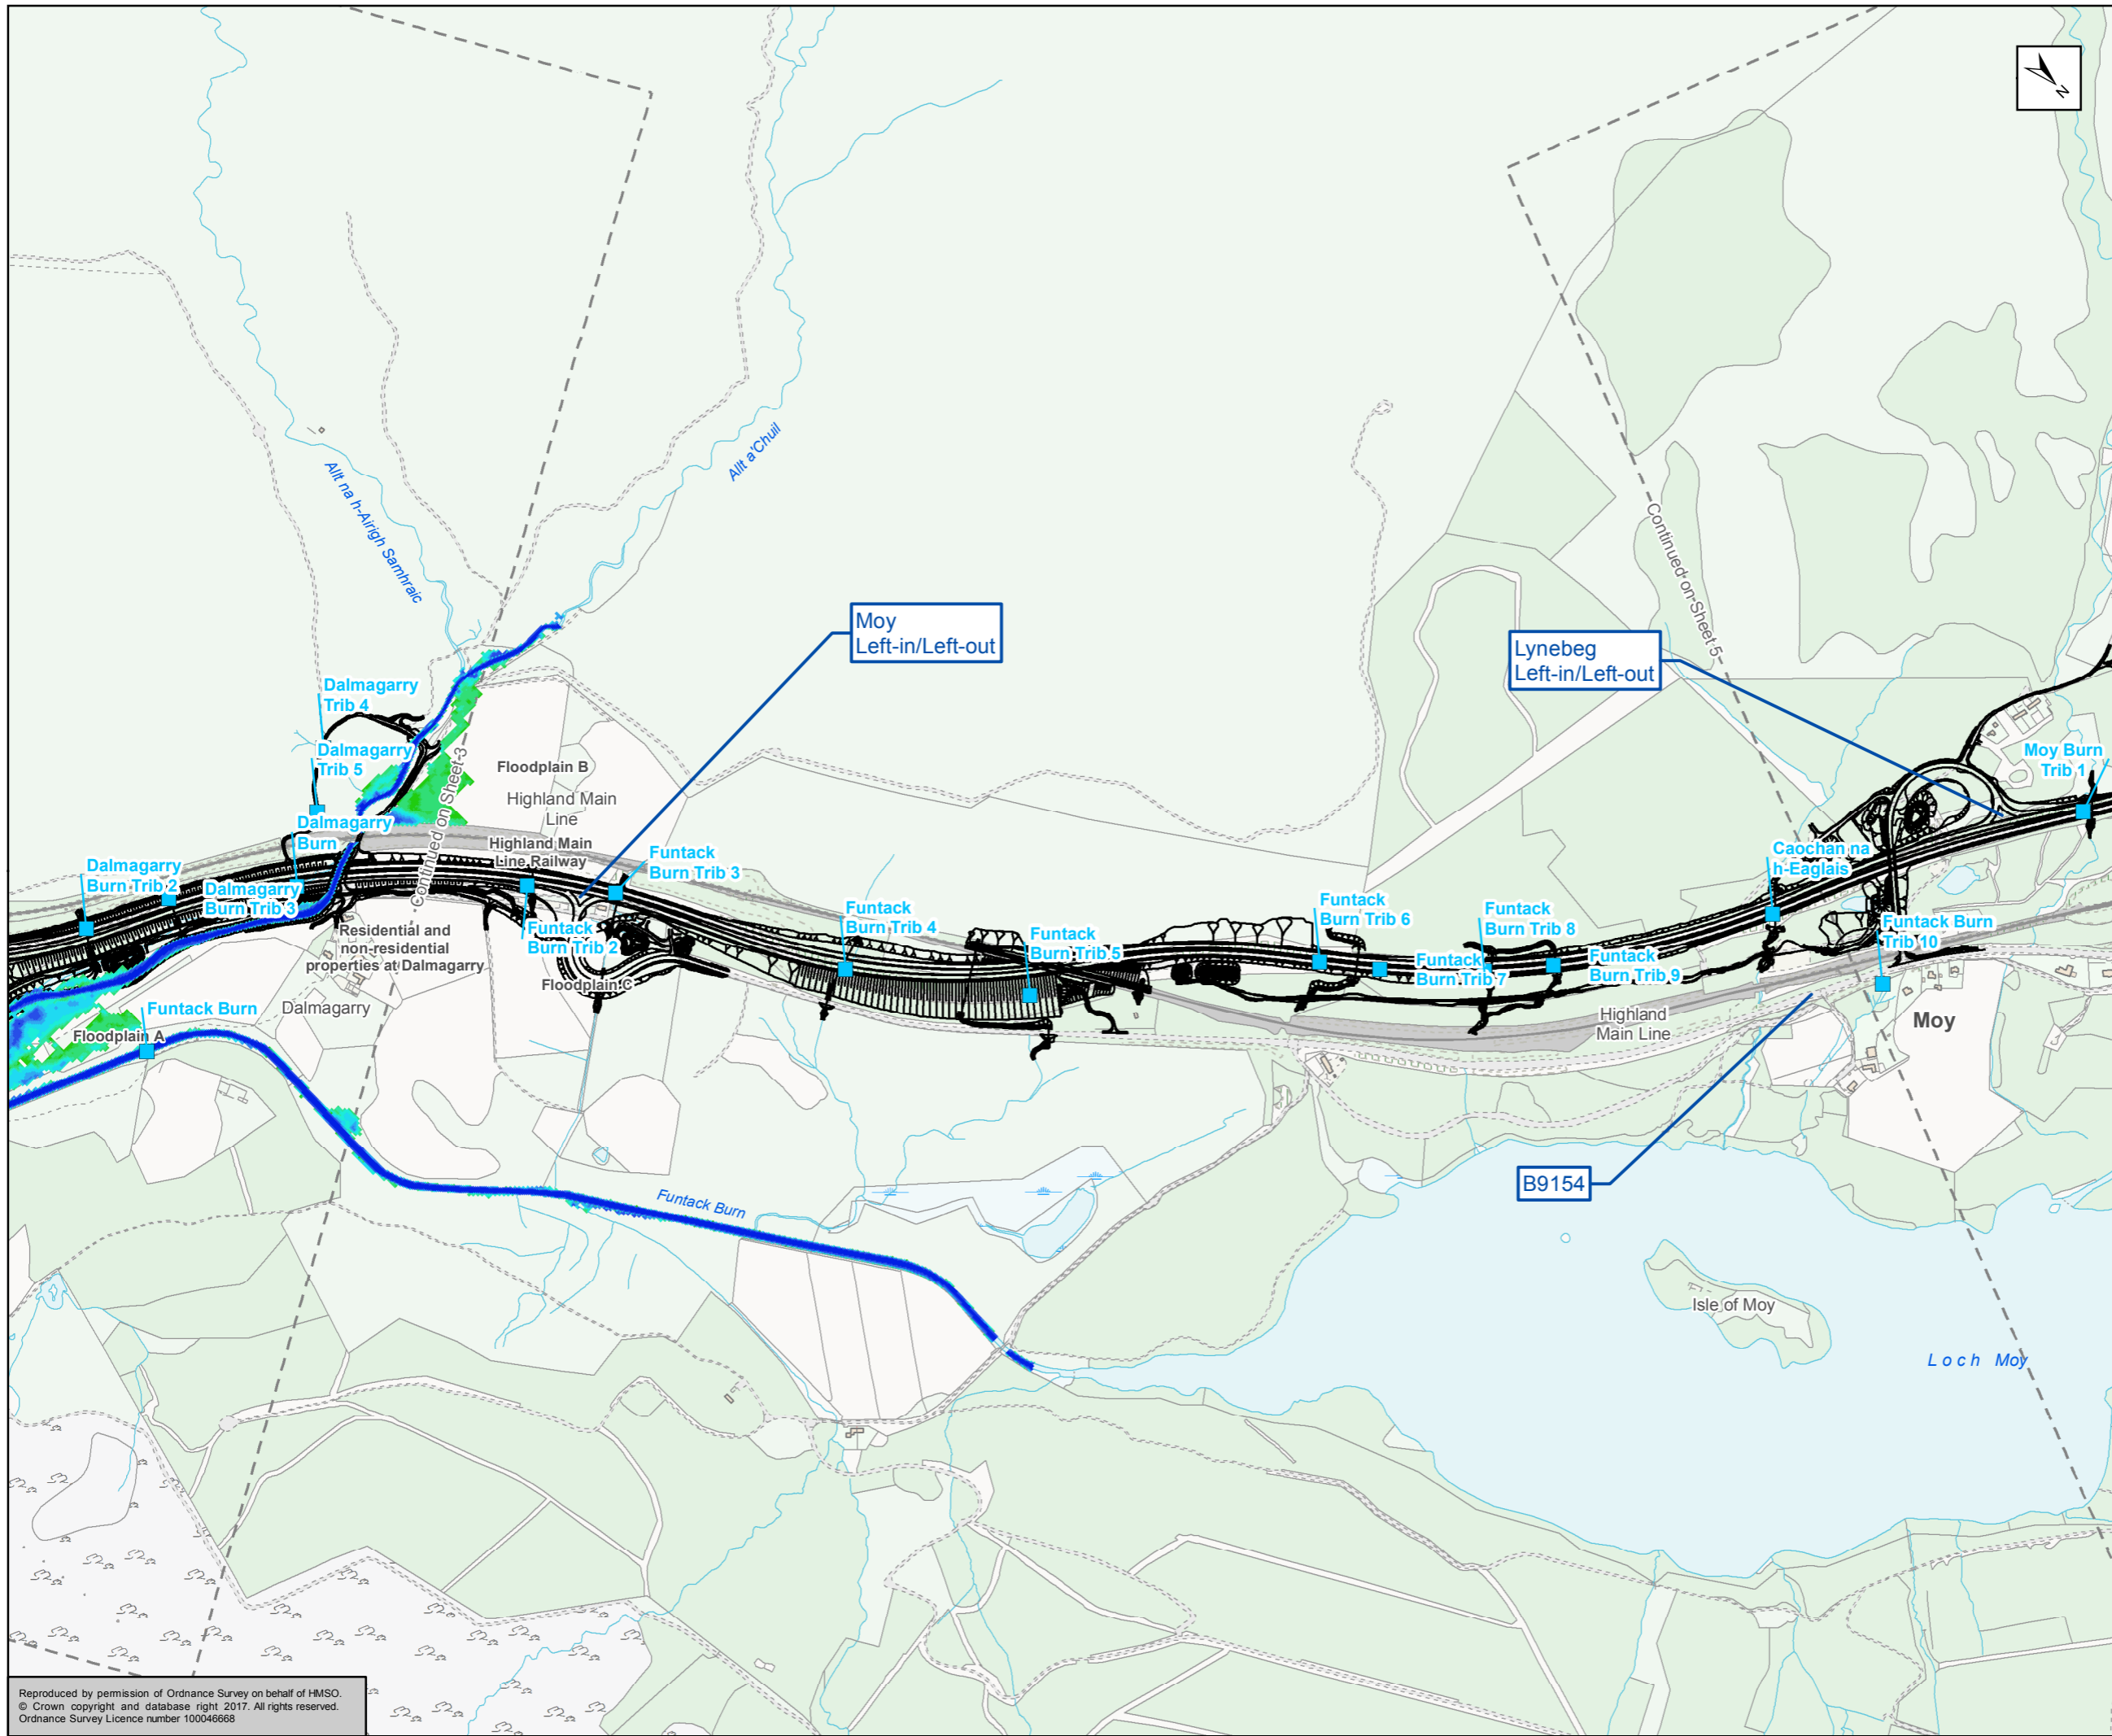 N
Allt na h-Airigh Samhraic
Allt a'Chuil
Continued on Sheet 5
Moy
Left-in/Left-out
Lynebeg
Left-in/Left-out
Dalmagarry
Trib 4
Dalmagarry
Trib 5
Continued on Sheet 3
Floodplain B
Highland Main
Line
Moy Burn
Trib 1
Dalmagarry
Burn
Highland Main
Line Railway
Dalmagarry
Burn Trib 2
Dalmagarry
Burn Trib 3
Funtack
Burn Trib 3
Caochan na
h-Eaglais
Funtack
Burn Trib 2
Funtack
Burn Trib 4
Funtack
Burn Trib 5
Funtack
Burn Trib 6
Funtack
Burn Trib 7
Funtack
Burn Trib 8
Funtack
Burn Trib 9
Funtack Burn
Trib 10
Residential and
non-residential
properties at Dalmagarry
Floodplain C
Dalmagarry
Funtack Burn
Floodplain A
Highland
Main Line
Moy
B9154
Funtack Burn
Isle of Moy
Loch Moy
Reproduced by permission of Ordnance Survey on behalf of HMSO.
© Crown copyright and database right 2017. All rights reserved.
Ordnance Survey Licence number 100046668